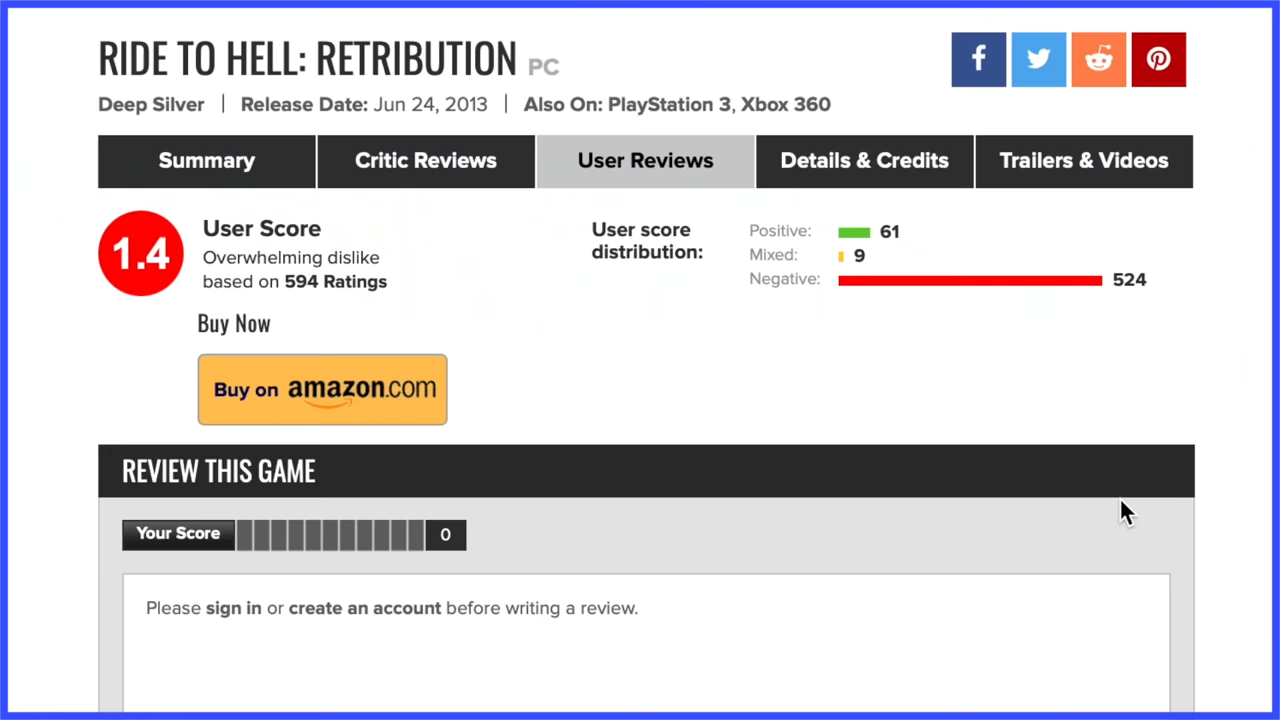 RIDE TO HELL: RETRIBUTION PC
Deep Silver | Release Date: Jun 24, 2013 | Also On: PlayStation 3, Xbox 360
Summary Critic Reviews User Reviews Details & Credits Trailers & Videos
1.4
User Score
Overwhelming dislike
based on 594 Ratings
User score
distribution:
Positive: 61
Mixed: 9
Negative: 524
Buy Now
Buy on amazon.com
REVIEW THIS GAME
Your Score 0
Please sign in or create an account before writing a review.